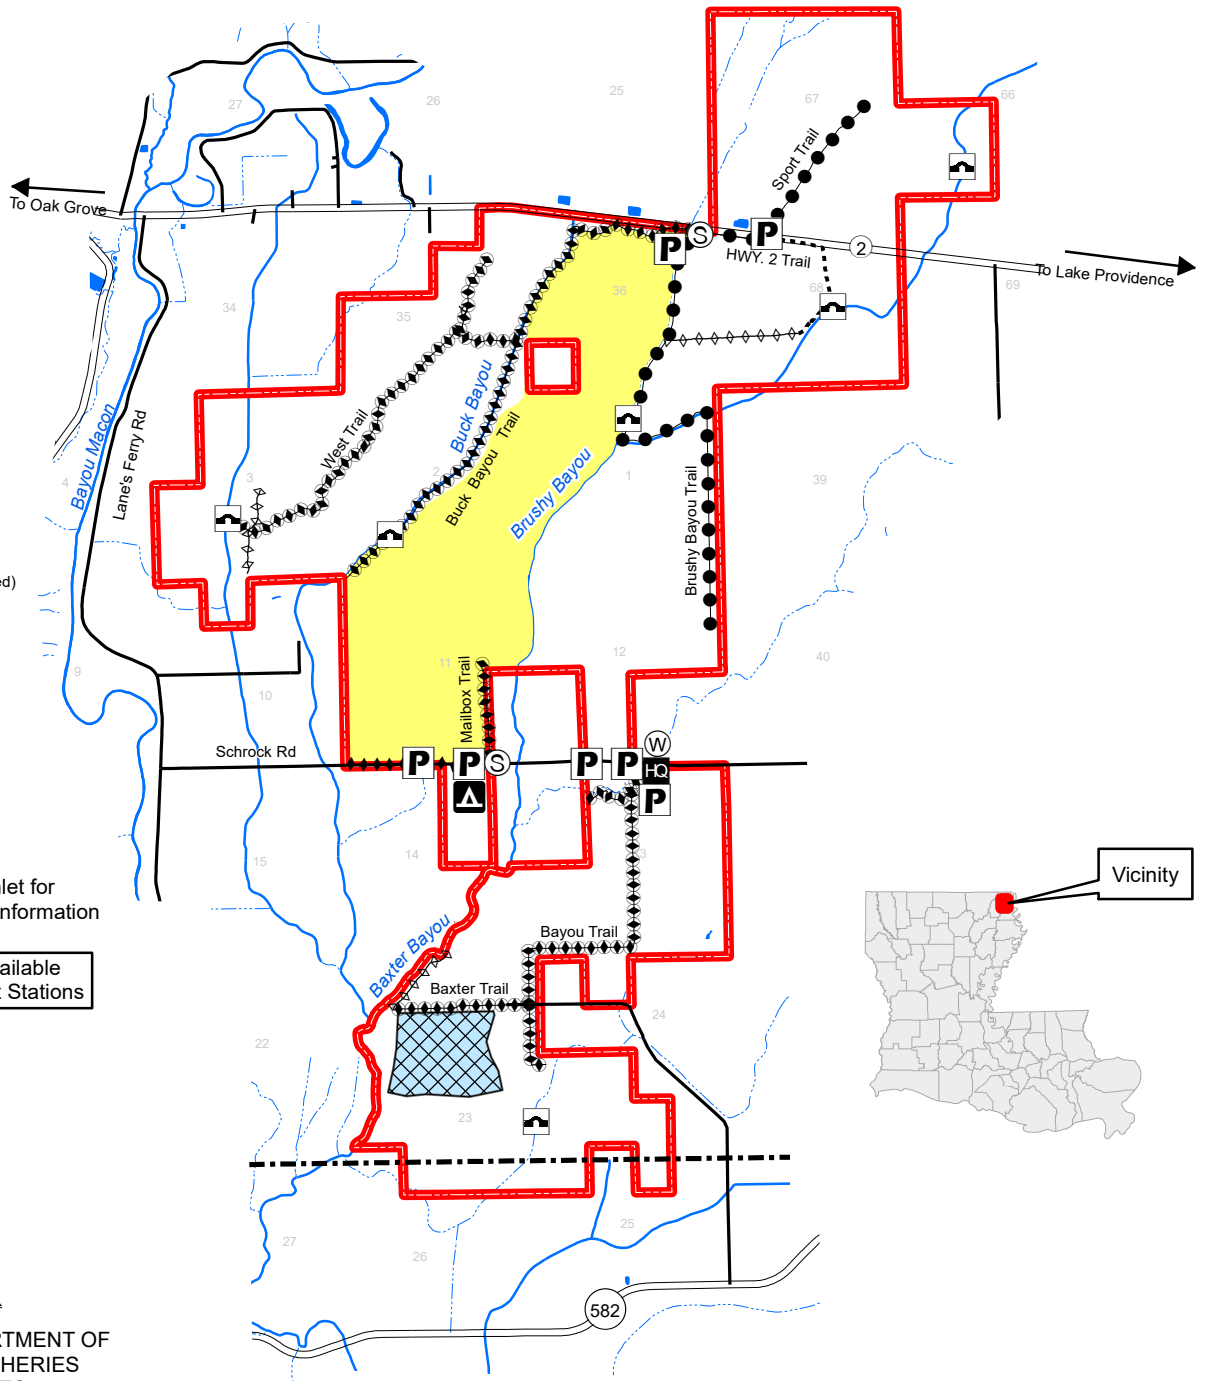 27
26
25
67
66
Sport Trail
To Oak Grove
S
P
P
2
HWY. 2 Trail
To Lake Providence
34
35
36
68
69
Bayou Macon
Lane's Ferry Rd
West Trail
Buck Bayou
Buck Bayou Trail
Brushy Bayou
Brushy Bayou Trail
4
3
2
1
39
ed)
9
10
11
12
40
Mailbox Trail
Schrock Rd
P
P
S
P
P
W
HQ
P
15
14
let for
nformation
ailable
t Stations
Baxter Bayou
Bayou Trail
Baxter Trail
22
23
24
Vicinity
27
26
25
582
RTMENT OF
HERIES